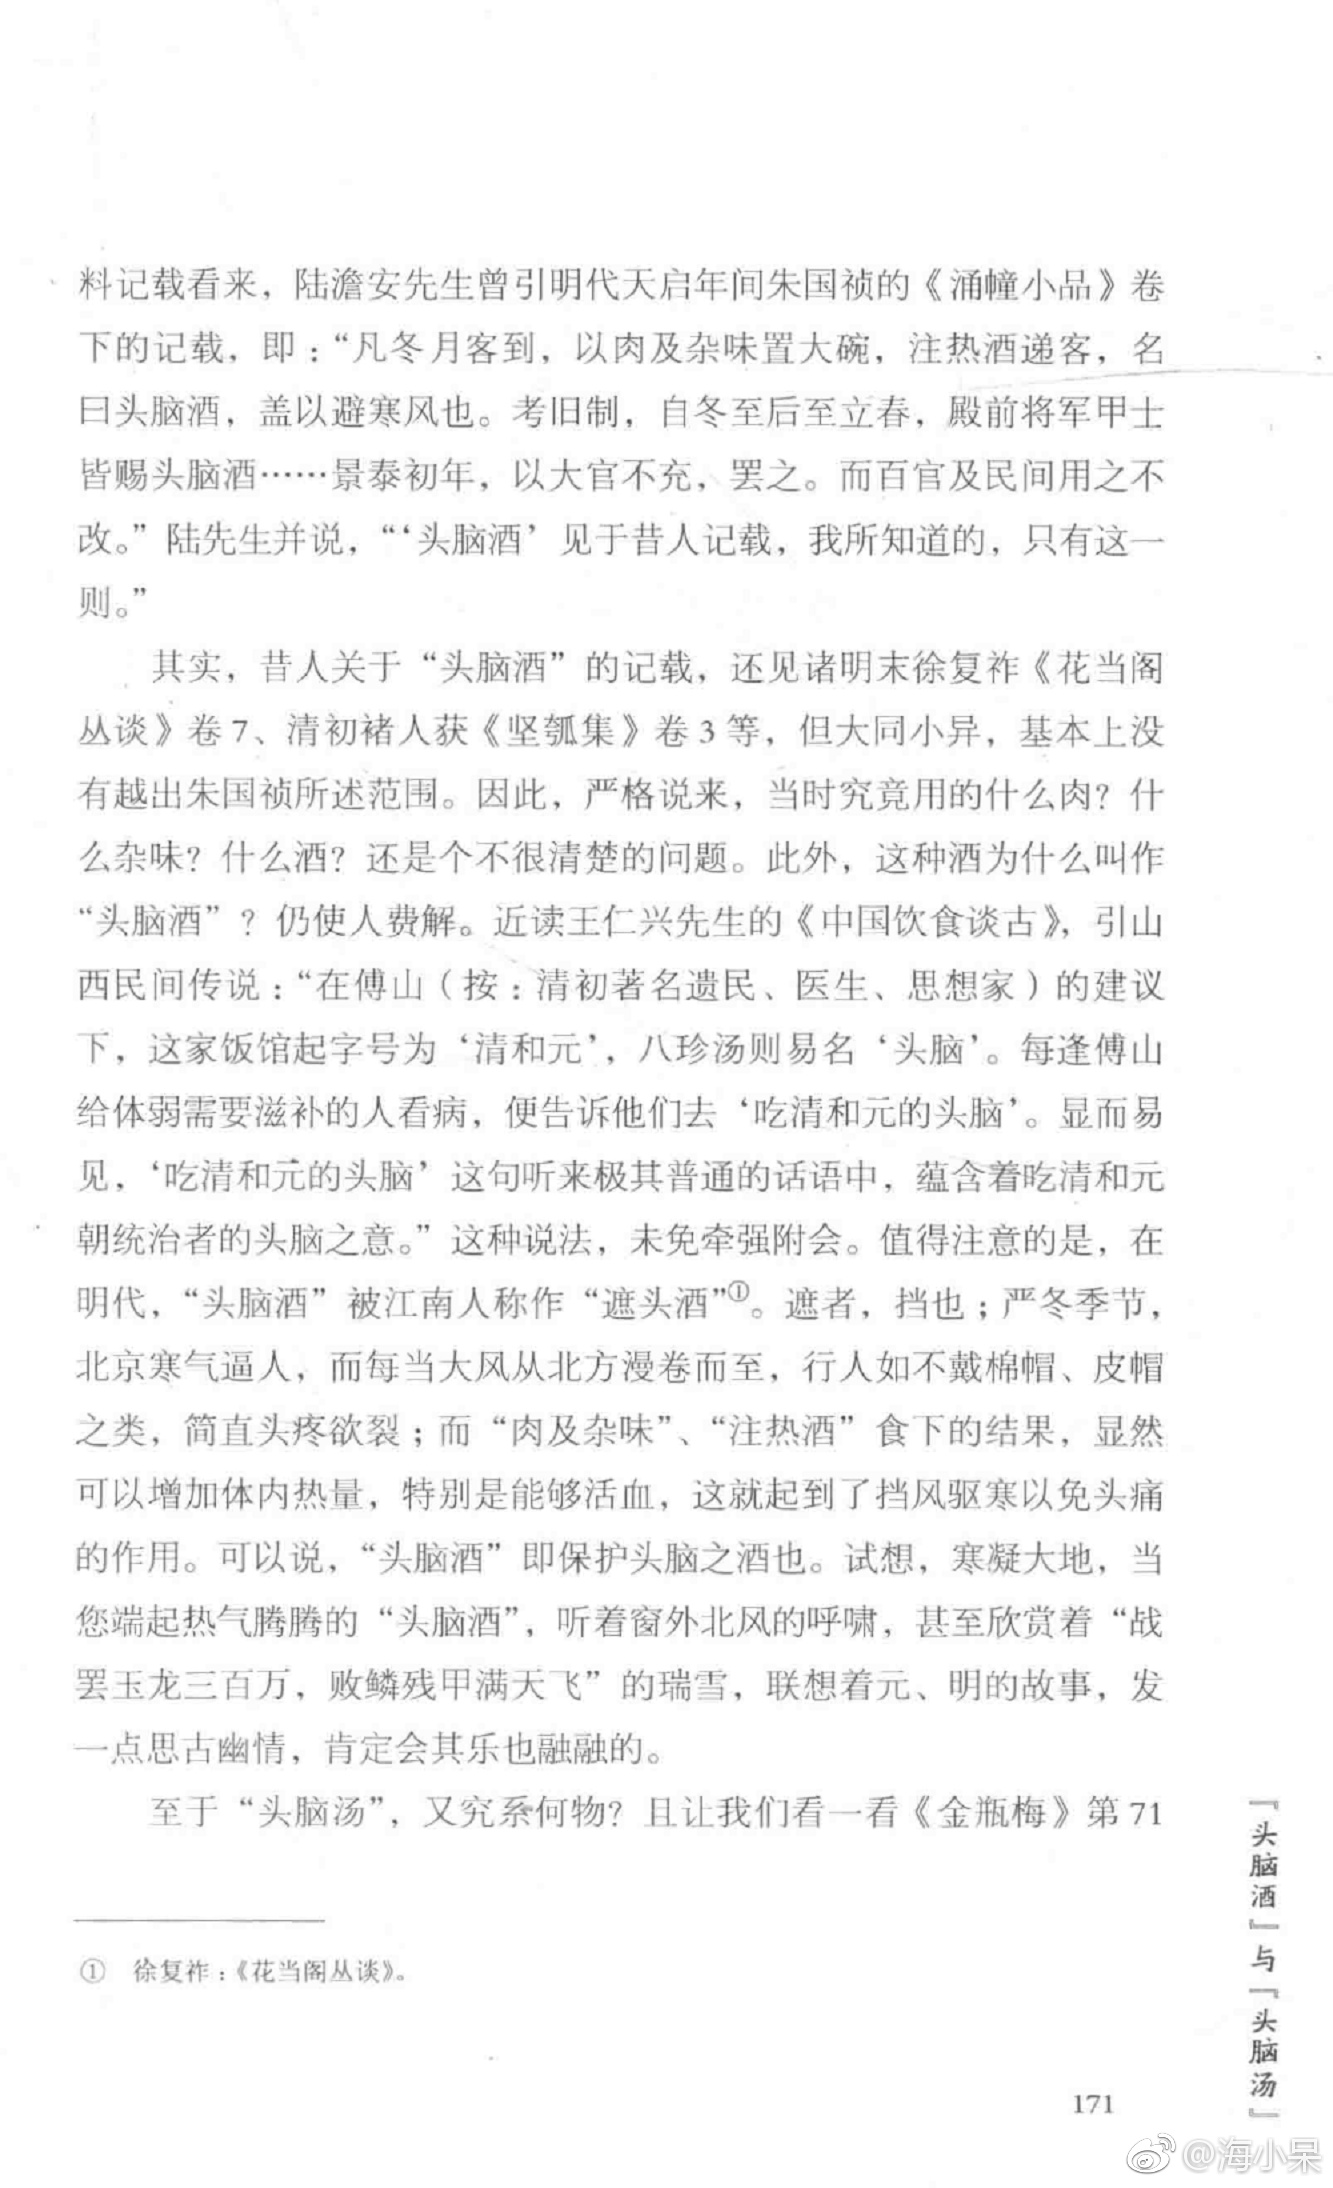 料记载看来，陆澹安先生曾引明代天启年间朱国祯的《涌幢小品》卷
下的记载，即：“凡冬月客到，以肉及杂味置大碗，注热酒递客，名
曰头脑酒，盖以避寒风也。考旧制，自冬至后至立春，殿前将军甲士
皆赐头脑酒……景泰初年，以大官不充，罢之。而百官及民间用之不
改。”陆先生并说，“‘头脑酒’见于昔人记载，我所知道的，只有这一
则。”
其实，昔人关于“头脑酒”的记载，还见诸明末徐复祚《花当阁
丛谈》卷7、清初褚人获《坚瓠集》卷3等，但大同小异，基本上没
有越出朱国祯所述范围。因此，严格说来，当时究竟用的什么肉？什
么杂味？什么酒？还是个不很清楚的问题。此外，这种酒为什么叫作
“头脑酒”？仍使人费解。近读王仁兴先生的《中国饮食谈古》，引山
西民间传说：“在傅山（按：清初著名遗民、医生、思想家）的建议
下，这家饭馆起字号为‘清和元’，八珍汤则易名‘头脑’。每逢傅山
给体弱需要滋补的人看病，便告诉他们去‘吃清和元的头脑’。显而易
见，‘吃清和元的头脑’这句听来极其普通的话语中，蕴含着吃清和元
朝统治者的头脑之意。”这种说法，未免牵强附会。值得注意的是，在
明代，“头脑酒”被江南人称作“遮头酒”①。遮者，挡也；严冬季节，
北京寒气逼人，而每当大风从北方漫卷而至，行人如不戴棉帽、皮帽
之类，简直头疼欲裂；而“肉及杂味”、“注热酒”食下的结果，显然
可以增加体内热量，特别是能够活血，这就起到了挡风驱寒以免头痛
的作用。可以说，“头脑酒”即保护头脑之酒也。试想，寒凝大地，当
您端起热气腾腾的“头脑酒”，听着窗外北风的呼啸，甚至欣赏着“战
罢玉龙三百万，败鳞残甲满天飞”的瑞雪，联想着元、明的故事，发
一点思古幽情，肯定会其乐也融融的。
至于“头脑汤”，又究系何物？且让我们看一看《金瓶梅》第71
① 徐复祚：《花当阁丛谈》。
『头脑酒』与『头脑汤』
171
@海小呆